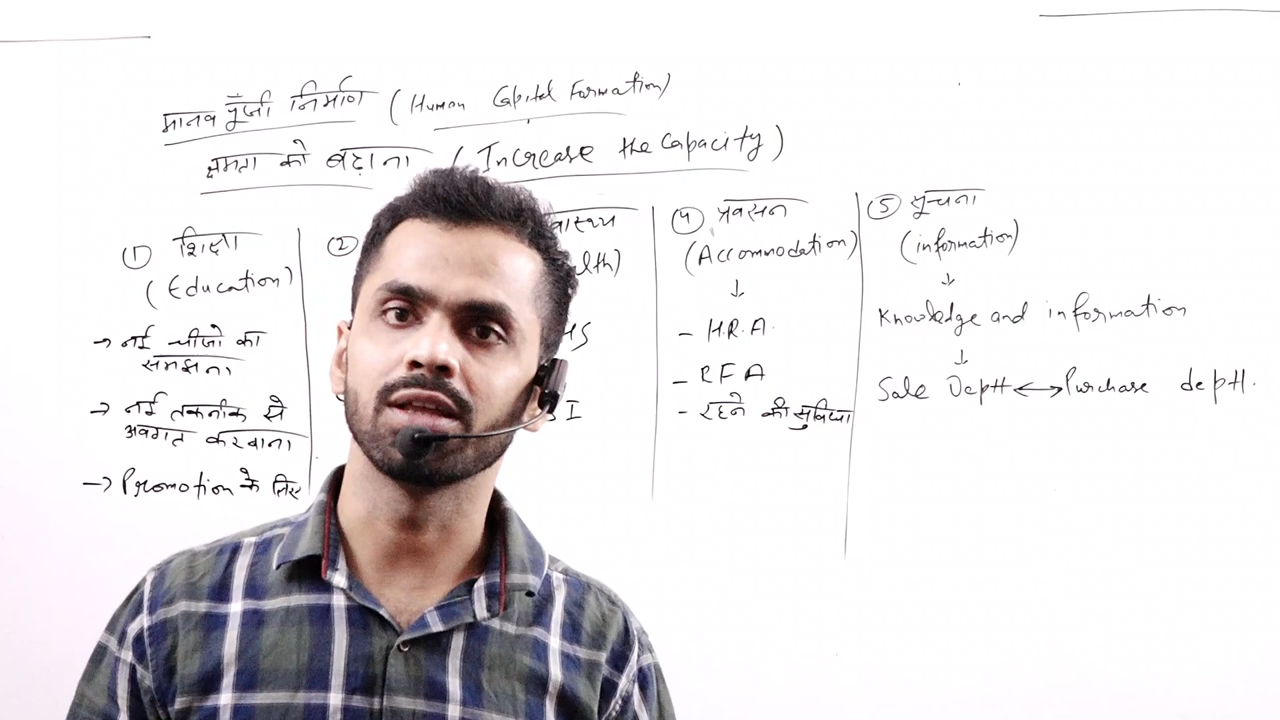 मानव पूँजी निर्माण (Human Capital Formation)
क्षमता को बढ़ाना (Increase the Capacity)
① शिक्षा
(Education)
→ नई चीजो का
समझना
→ नई तकनीक से
अवगत करवाना
→ Promotion के लिए
②
④ प्रवसन
(Accommodation)
↓
- H.R.A.
- RFA
- रहने की सुविधा
⑤ सूचना
(information)
↓
Knowledge and information
↓
Sale Deptt ↔ Purchase deptt.